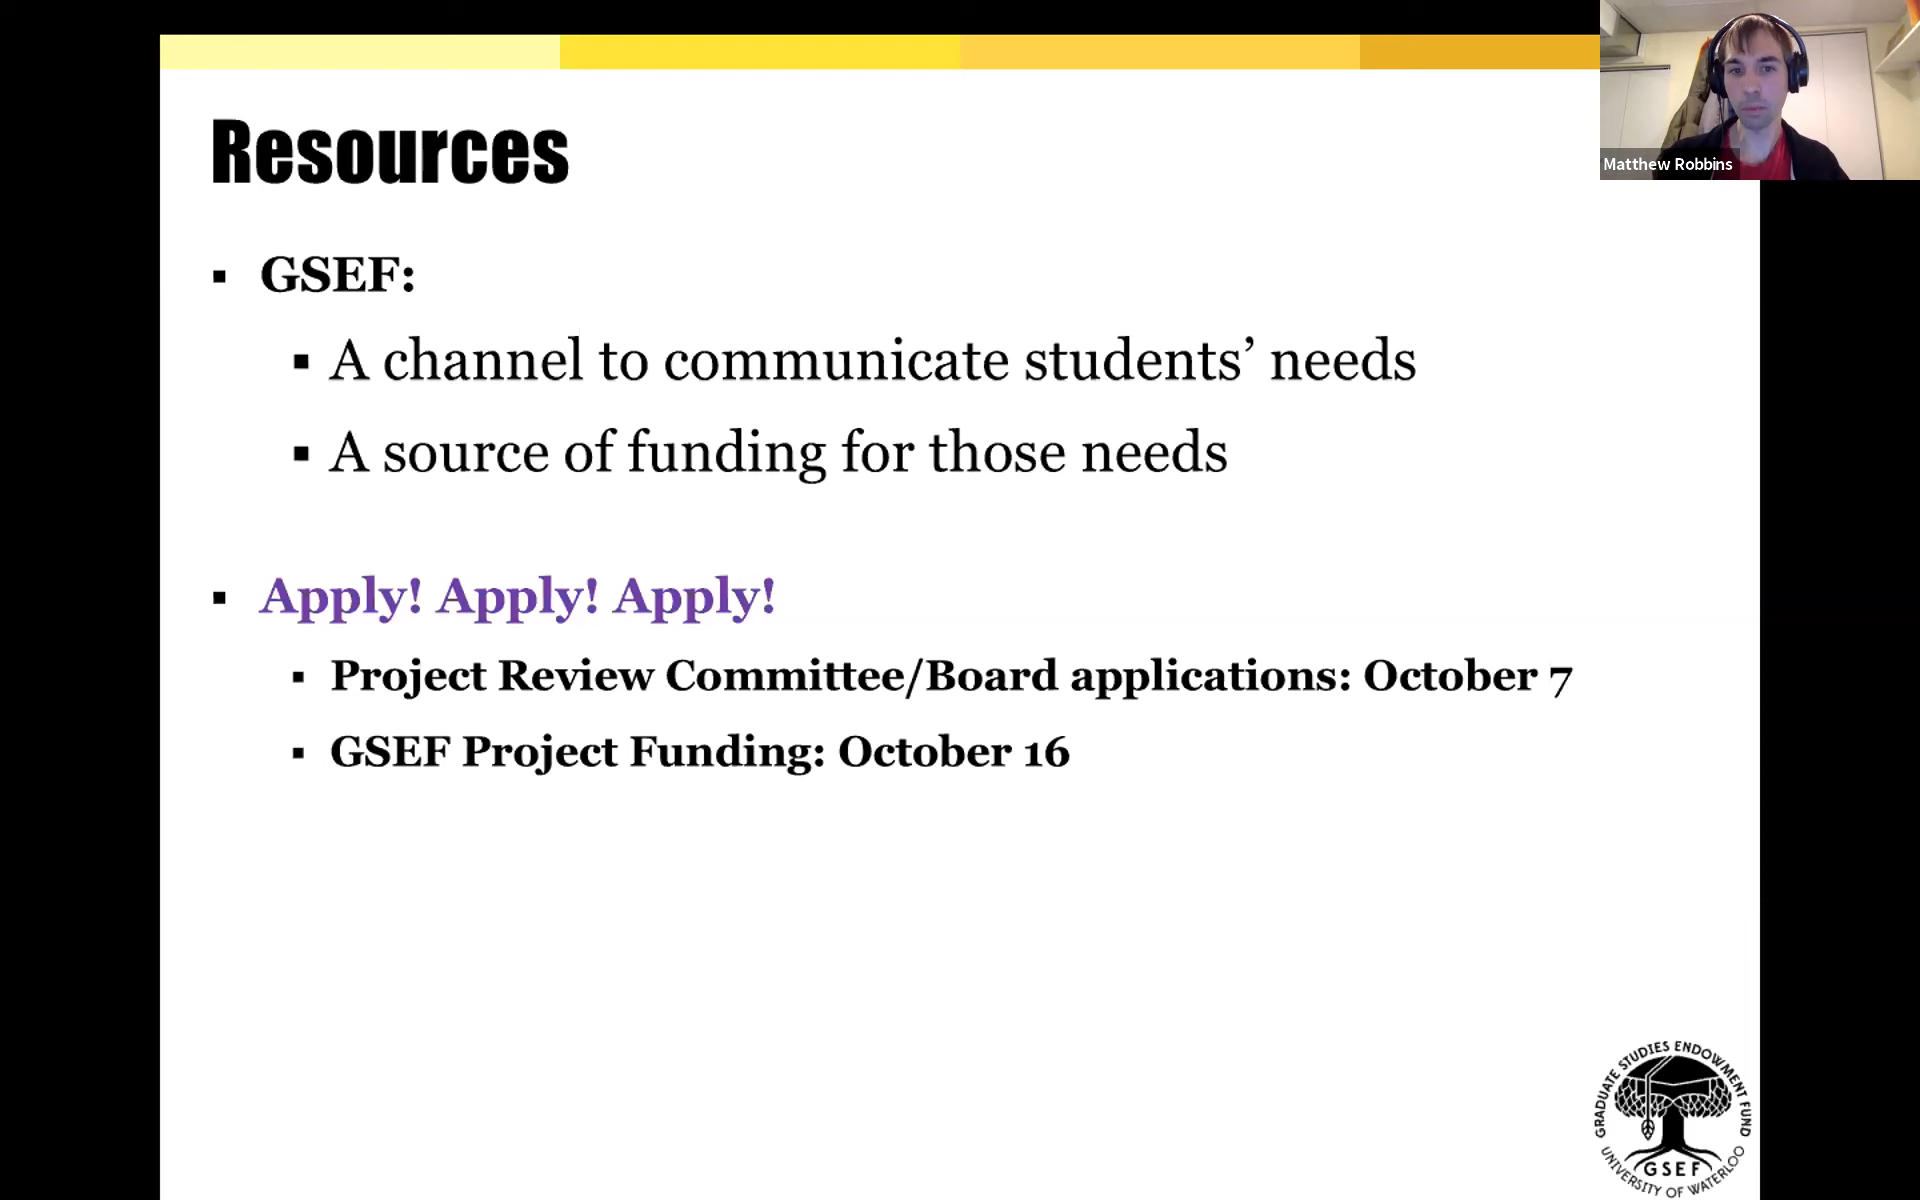 Resources
Matthew Robbins
▪ GSEF:
▪ A channel to communicate students’ needs
▪ A source of funding for those needs
▪ Apply! Apply! Apply!
▪ Project Review Committee/Board applications: October 7
▪ GSEF Project Funding: October 16
GRADUATE STUDIES ENDOWMENT FUND
GSEF
UNIVERSITY OF WATERLOO